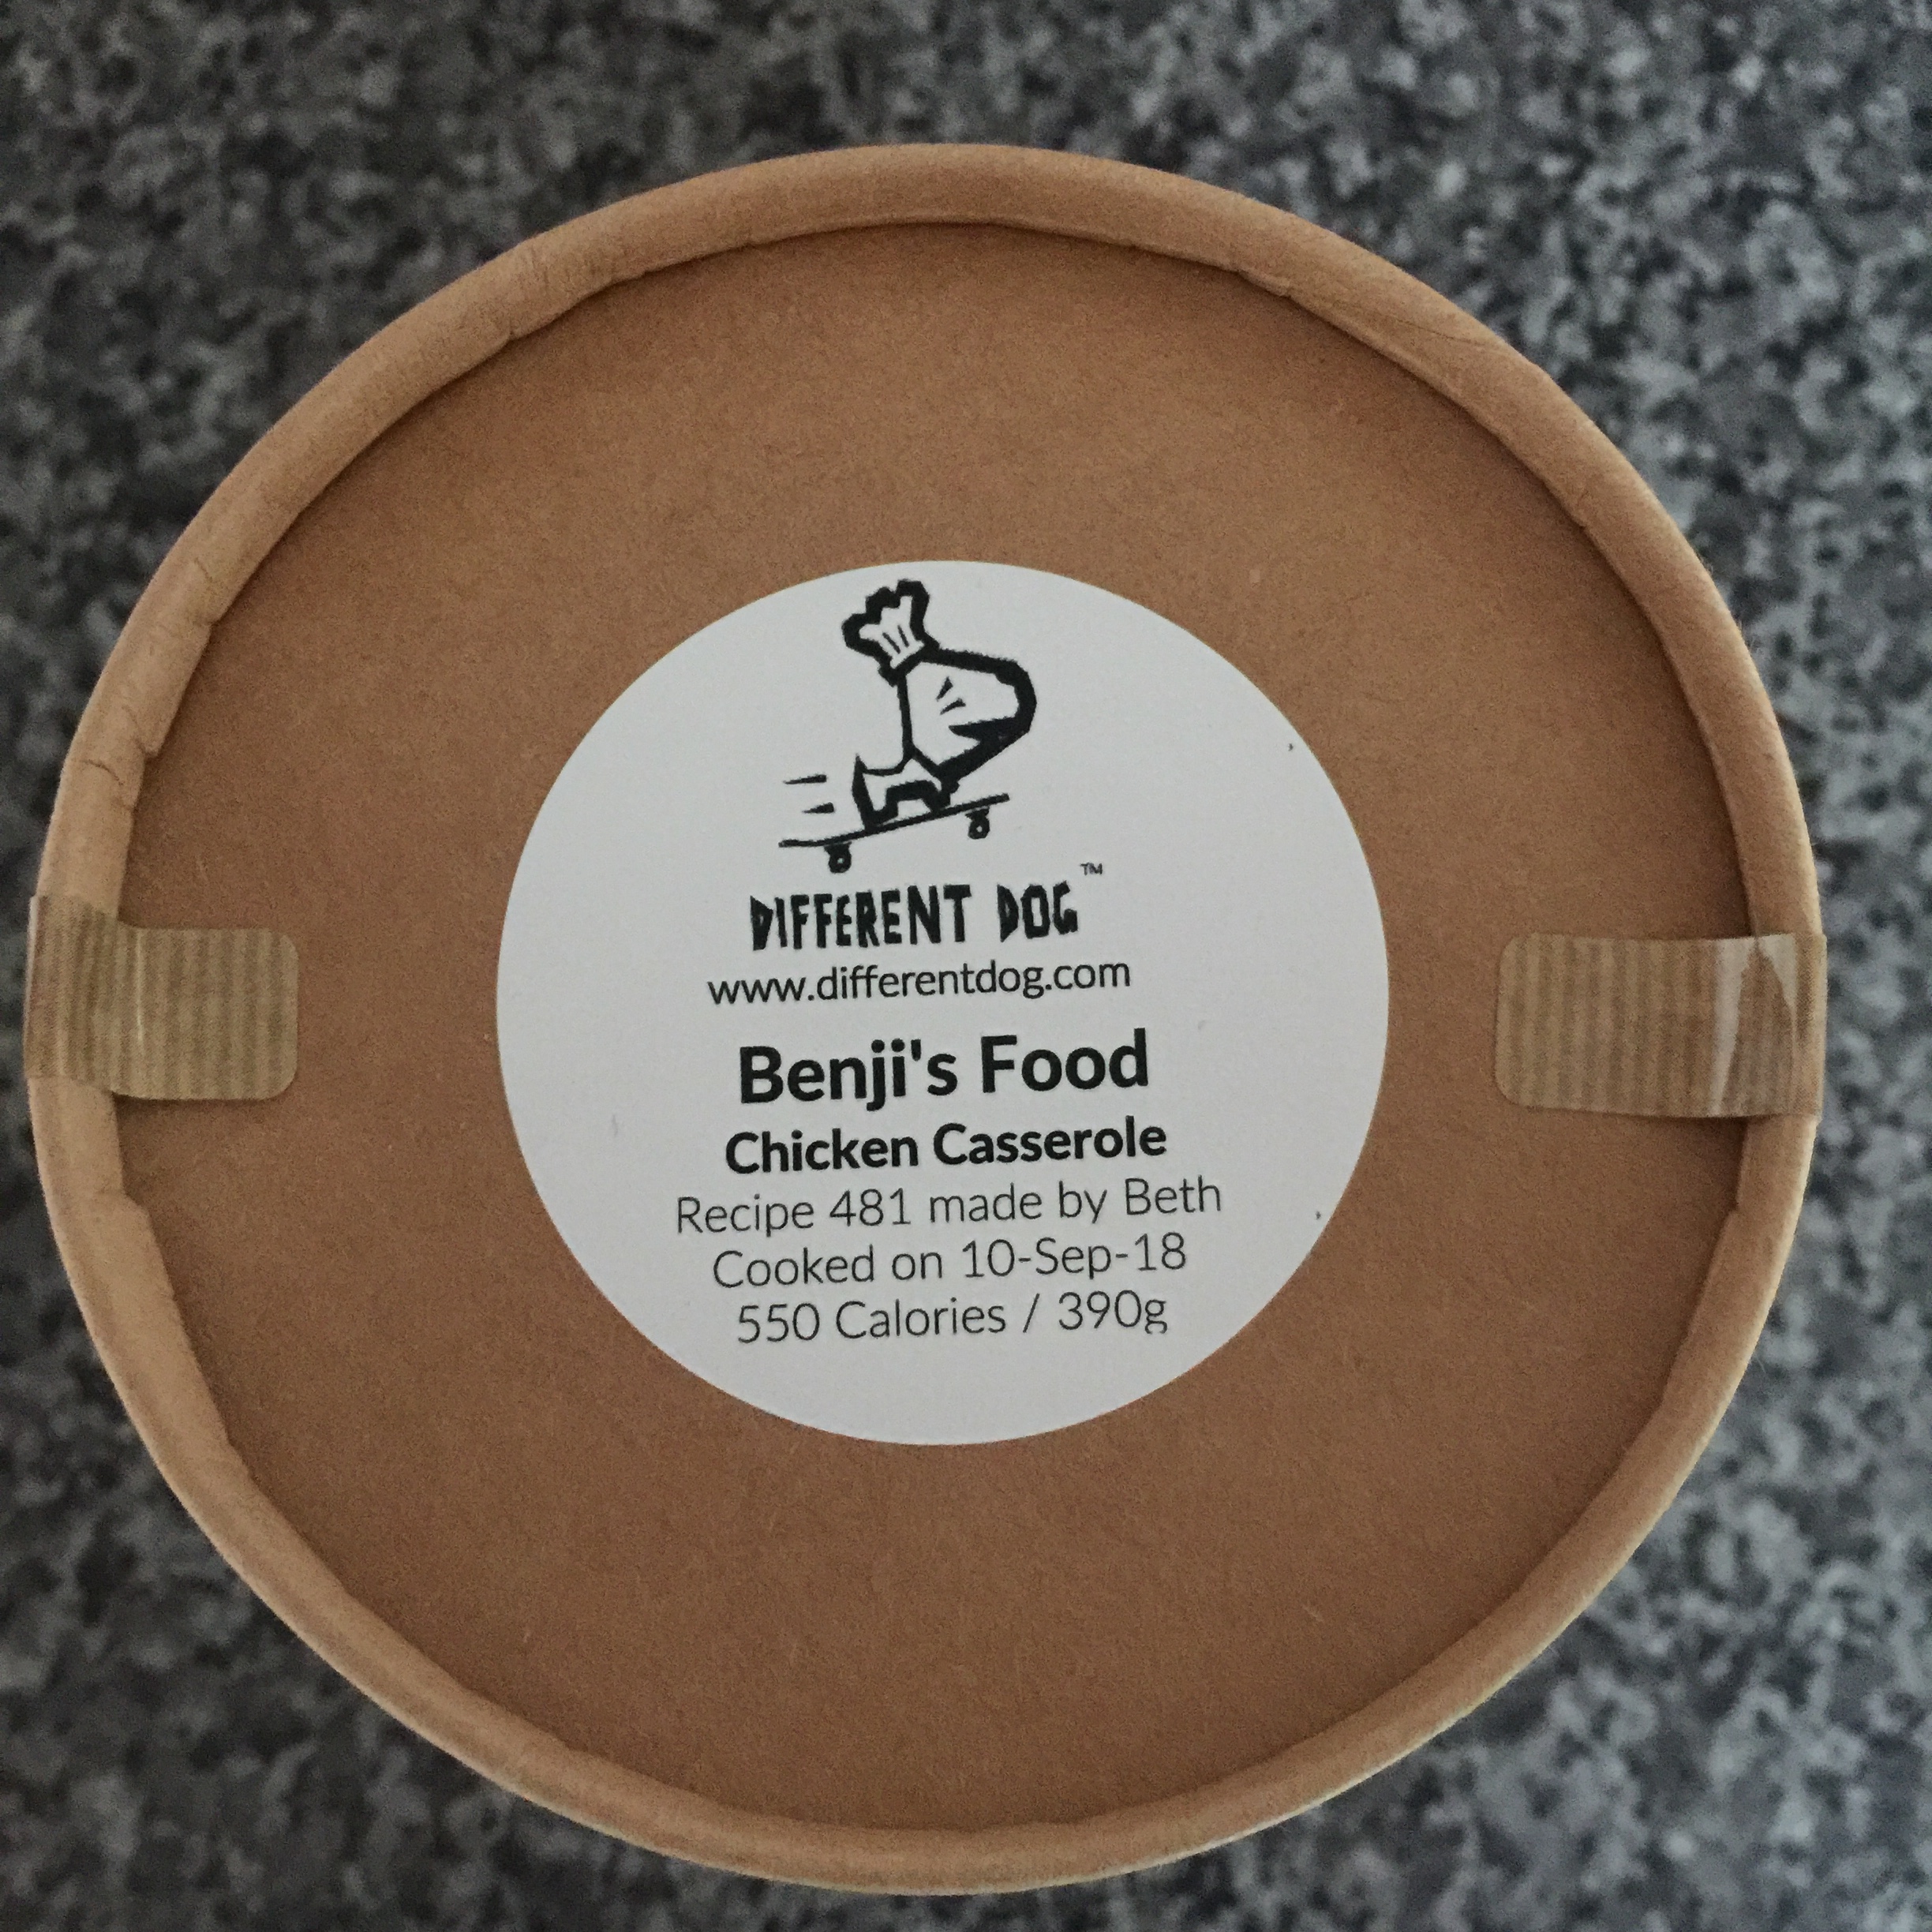 DIFFERENT DOG™
www.differentdog.com
Benji's Food
Chicken Casserole
Recipe 481 made by Beth
Cooked on 10-Sep-18
550 Calories / 390g